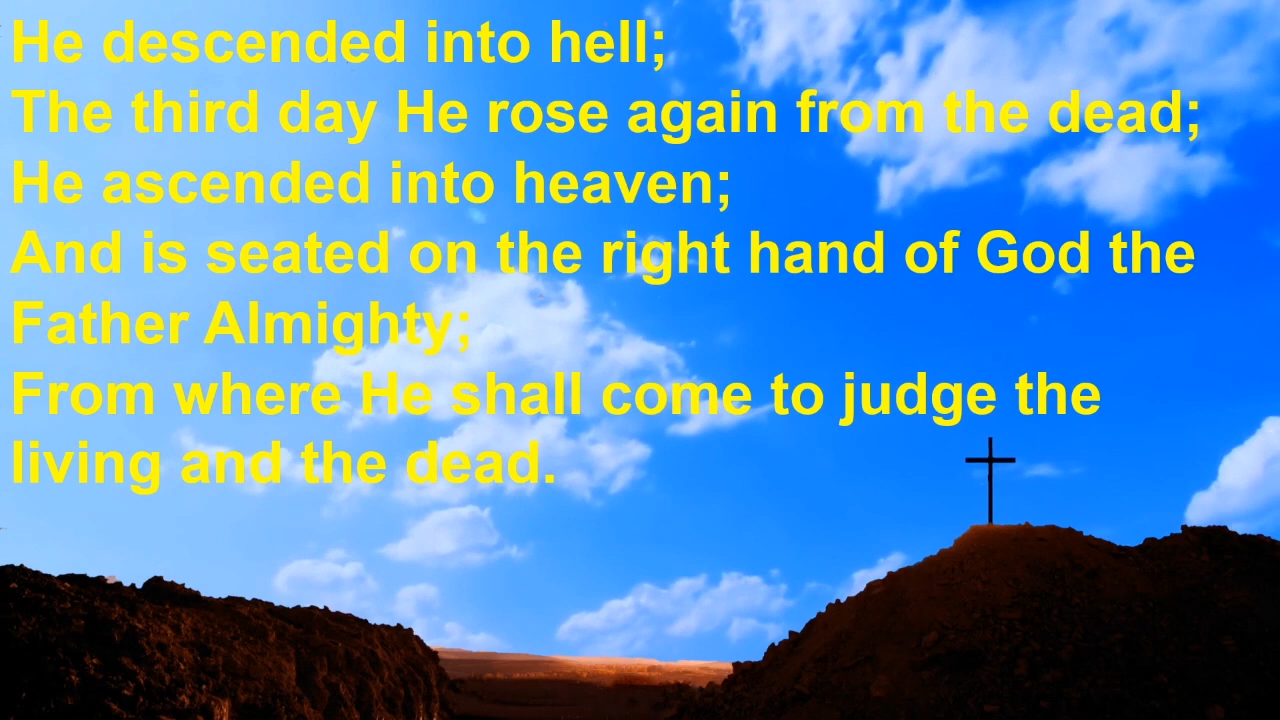 He descended into hell;
The third day He rose again from the dead;
He ascended into heaven;
And is seated on the right hand of God the
Father Almighty;
From where He shall come to judge the
living and the dead.